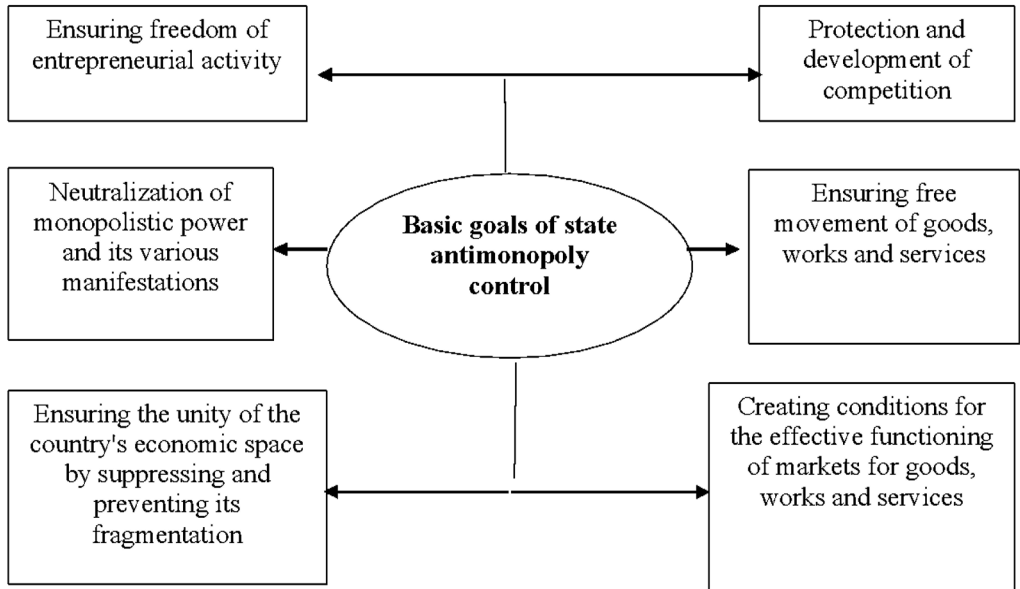 Ensuring freedom of
entrepreneurial activity
Protection and
development of
competition
Neutralization of
monopolistic power
and its various
manifestations
Basic goals of state
antimonopoly
control
Ensuring free
movement of goods,
works and services
Ensuring the unity of the
country's economic space
by suppressing and
preventing its
fragmentation
Creating conditions for
the effective functioning
of markets for goods,
works and services